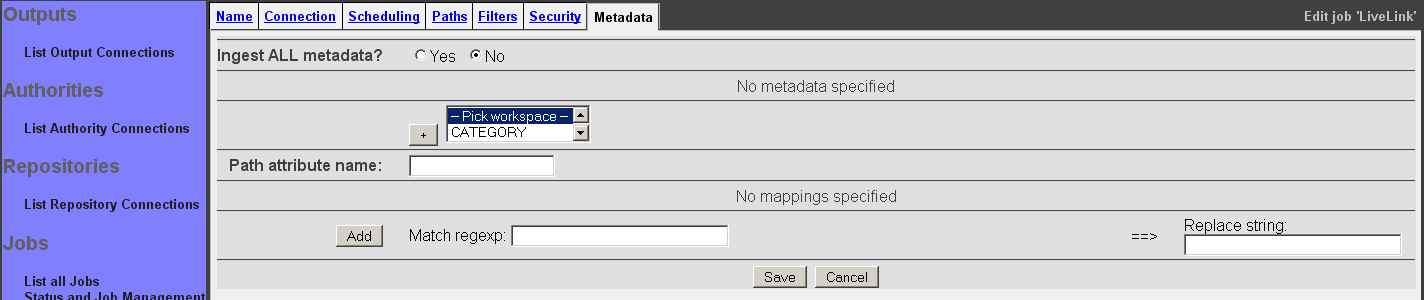 Outputs
List Output Connections
Authorities
List Authority Connections
Repositories
List Repository Connections
Jobs
List all Jobs
Status and Job Management
Name Connection Scheduling Paths Filters Security Metadata Edit job 'LiveLink'
Ingest ALL metadata? Yes No
No metadata specified
+ -- Pick workspace --
CATEGORY
Path attribute name:
No mappings specified
Add Match regexp: ==> Replace string:
Save Cancel